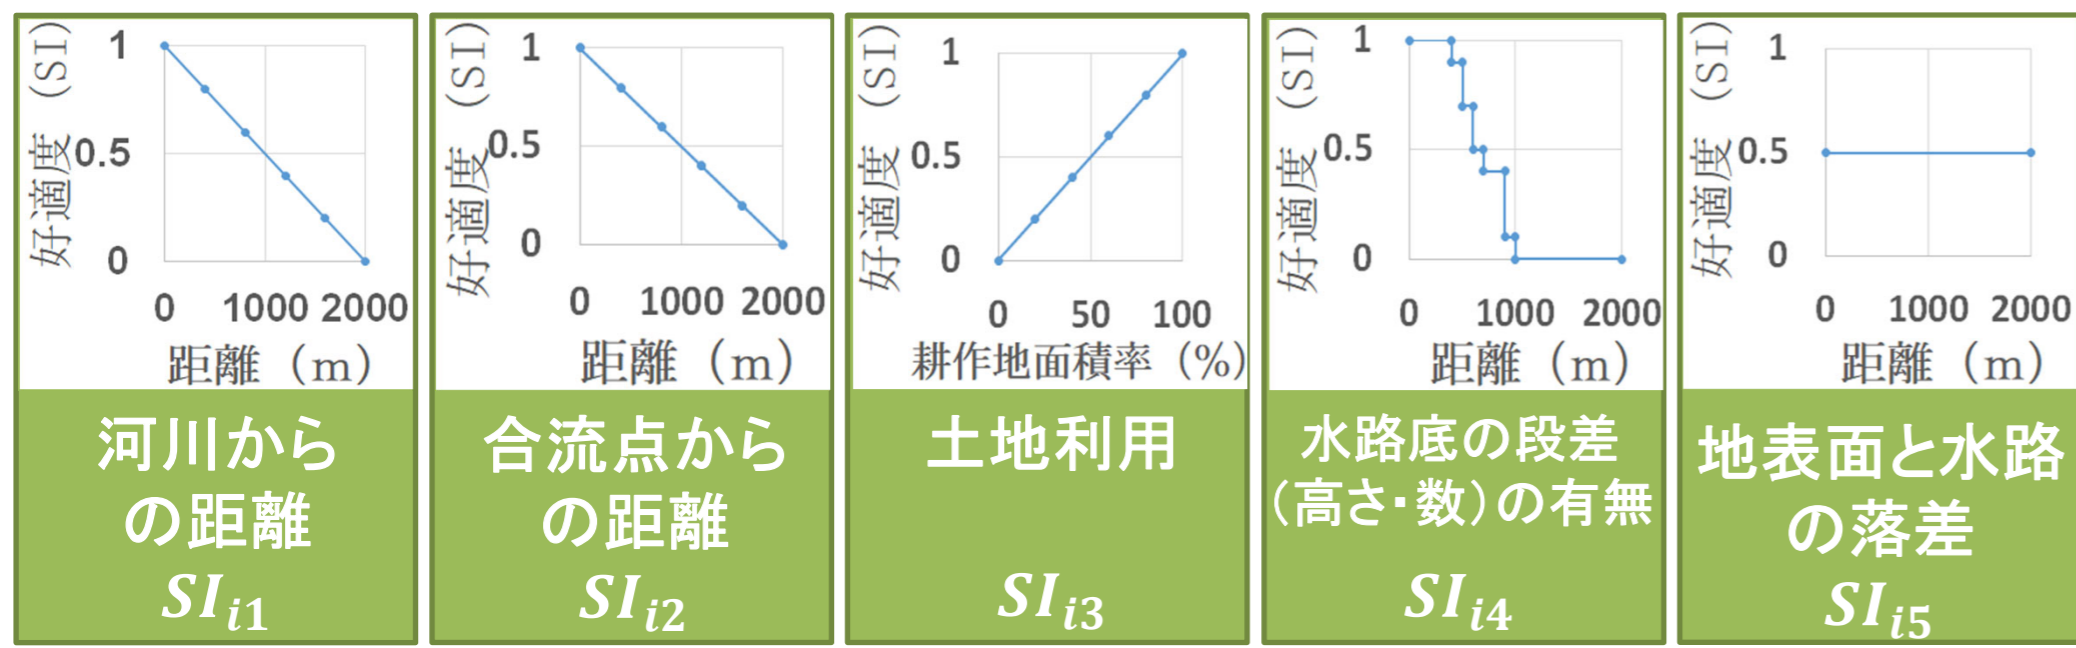 好適度（SI）
1
0.5
0
0 1000 2000
距離（m）
河川から
の距離
SIi1
好適度（SI）
1
0.5
0
0 1000 2000
距離（m）
合流点から
の距離
SIi2
好適度（SI）
1
0.5
0
0 50 100
耕作地面積率（%）
土地利用
SIi3
好適度（SI）
1
0.5
0
0 1000 2000
距離（m）
水路底の段差
（高さ・数）の有無
SIi4
好適度（SI）
1
0.5
0
0 1000 2000
距離（m）
地表面と水路
の落差
SIi5